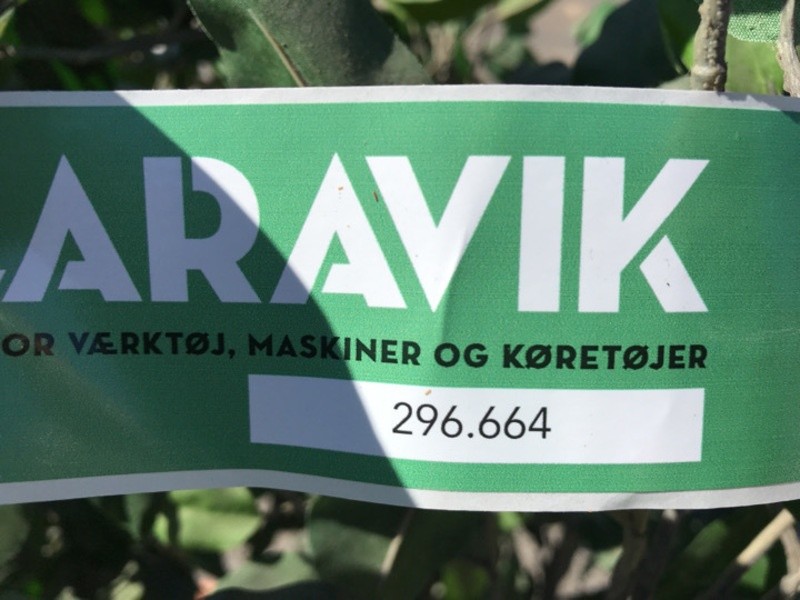 ARAVIK
OR VÆRKTØJ, MASKINER OG KØRETØJER
296.664